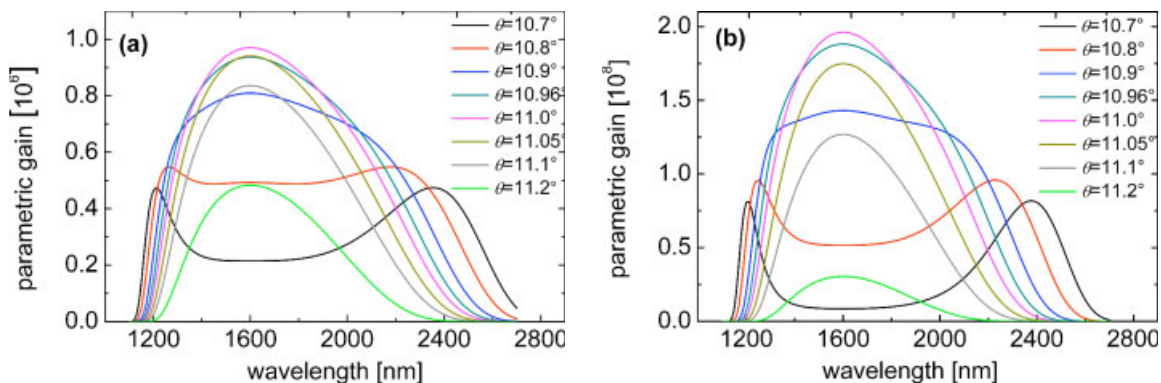 (a)
θ=10.7°
θ=10.8°
θ=10.9°
θ=10.96°
θ=11.0°
θ=11.05°
θ=11.1°
θ=11.2°
parametric gain [10⁶]
1.0
0.8
0.6
0.4
0.2
0.0
1200 1600 2000 2400 2800
wavelength [nm]
(b)
θ=10.7°
θ=10.8°
θ=10.9°
θ=10.96°
θ=11.0°
θ=11.05°
θ=11.1°
θ=11.2°
parametric gain [10⁸]
2.0
1.5
1.0
0.5
0.0
1200 1600 2000 2400 2800
wavelength [nm]